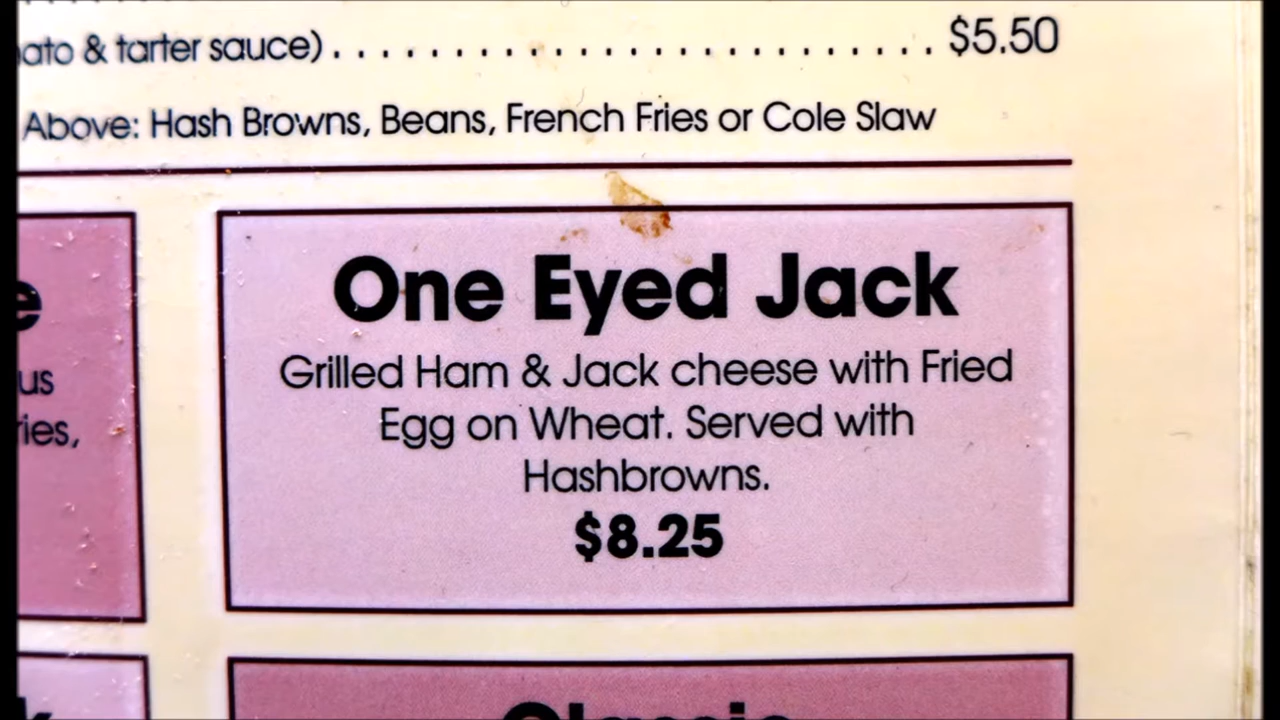 & tarter sauce) . . . . . . . . . . . . . . . . . . . . . . . . . . $5.50
Above: Hash Browns, Beans, French Fries or Cole Slaw
One Eyed Jack
Grilled Ham & Jack cheese with Fried
Egg on Wheat. Served with
Hashbrowns.
$8.25
Classic